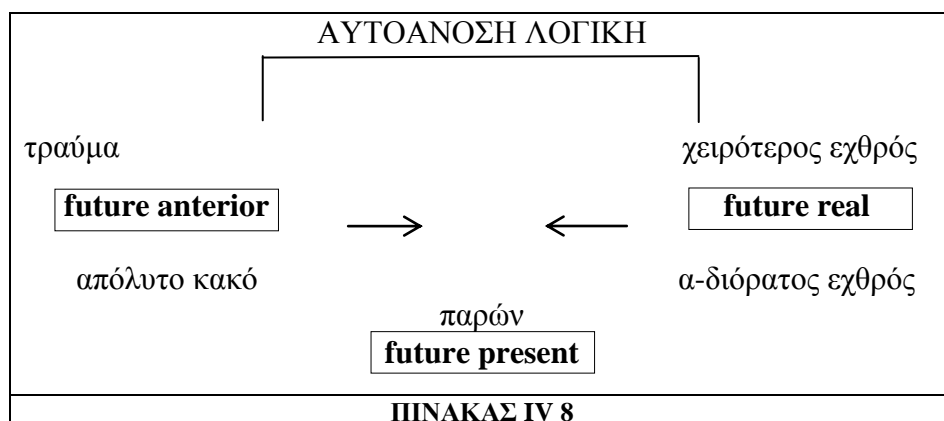 ΑΥΤΟΑΝΟΣΗ ΛΟΓΙΚΗ
τραύμα χειρότερος εχθρός
future anterior future real
απόλυτο κακό α-διόρατος εχθρός
παρών
future present
ΠΙΝΑΚΑΣ IV 8